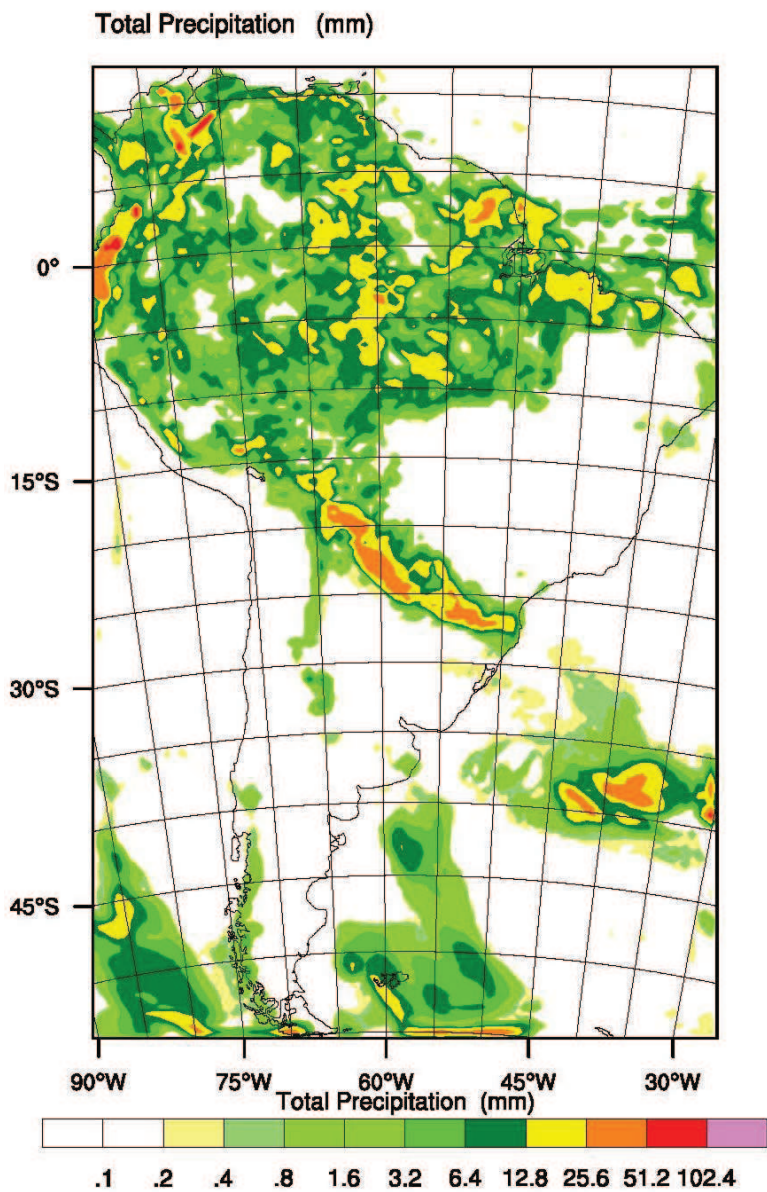 Total Precipitation (mm)
0°
15°S
30°S
45°S
90°W 75°W 60°W 45°W 30°W
Total Precipitation (mm)
.1 .2 .4 .8 1.6 3.2 6.4 12.8 25.6 51.2 102.4